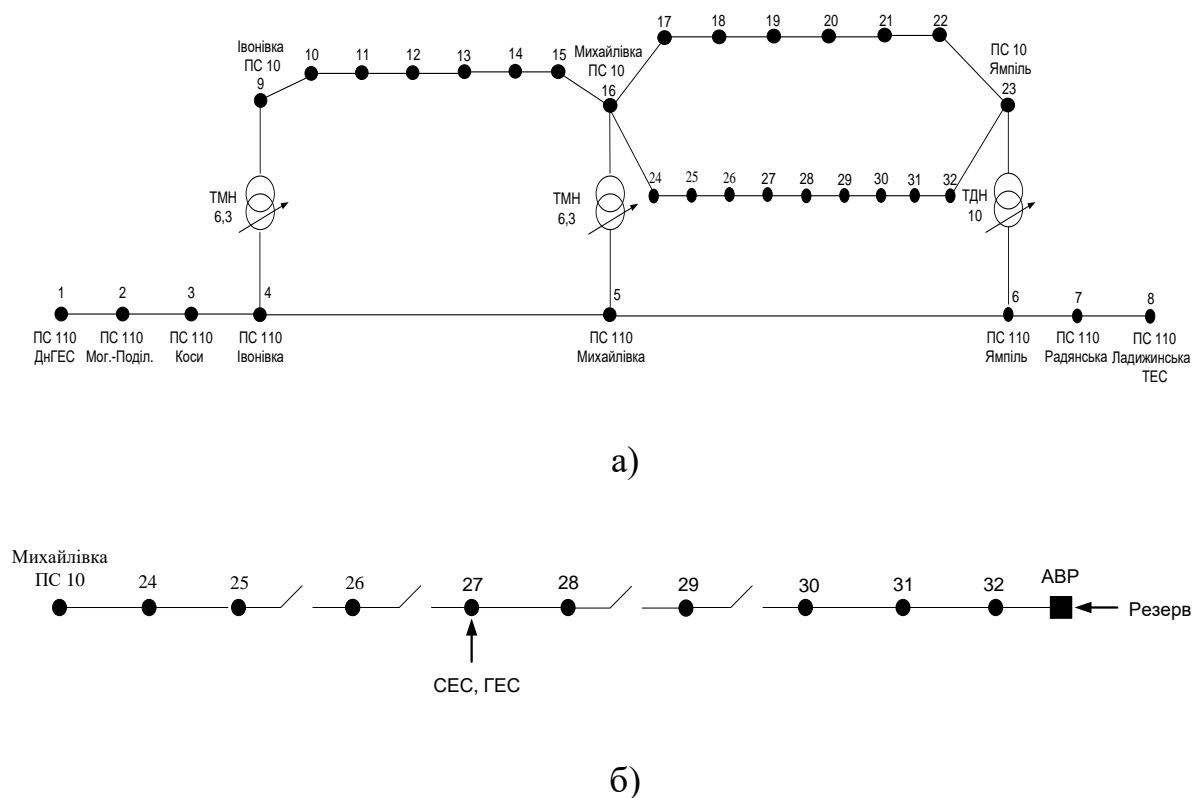 17 18 19 20 21 22
Івонівка
ПС 10
9
10 11 12 13 14 15
Михайлівка
ПС 10
16
ПС 10
Ямпіль
23
ТМН
6,3
ТМН
6,3
24 25 26 27 28 29 30 31 32
ТДН
10
1 2 3 4 5 6 7 8
ПС 110
ДнГЕС
ПС 110
Мог.-Поділ.
ПС 110
Коси
ПС 110
Івонівка
ПС 110
Михайлівка
ПС 110
Ямпіль
ПС 110
Радянська
ПС 110
Ладижинська
ТЕС
а)
Михайлівка
ПС 10
24 25 26 27 28 29 30 31 32
АВР
Резерв
СЕС, ГЕС
б)